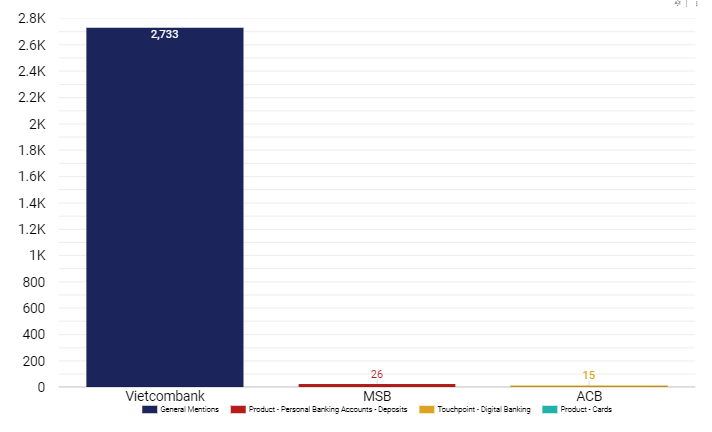 2.8K
2,733
2.6K
2.4K
2.2K
2K
1.8K
1.6K
1.4K
1.2K
1K
800
600
400
200
26
15
0
Vietcombank MSB ACB
General Mentions Product - Personal Banking Accounts - Deposits Touchpoint - Digital Banking Product - Cards